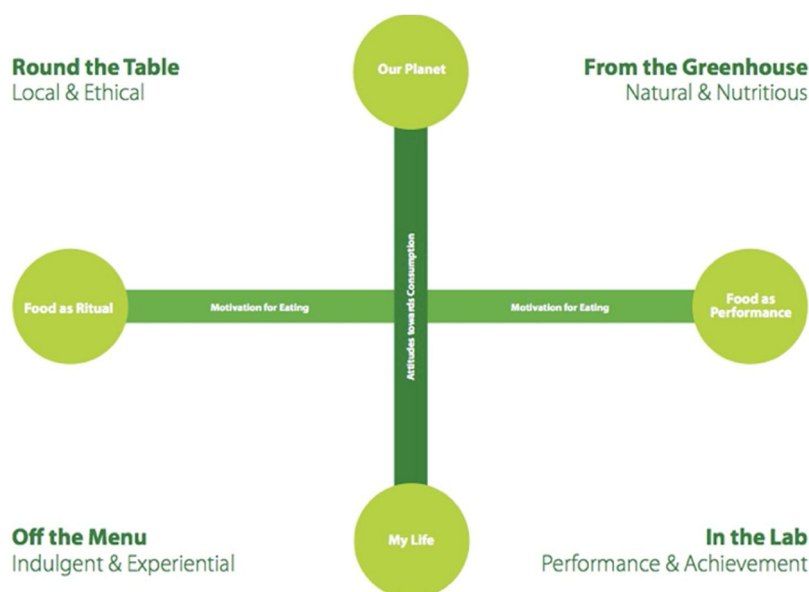 Our Planet
Round the Table
Local & Ethical
From the Greenhouse
Natural & Nutritious
Attitudes towards Consumption
Food as Ritual
Motivation for Eating
Motivation for Eating
Food as
Performance
Off the Menu
Indulgent & Experiential
My Life
In the Lab
Performance & Achievement